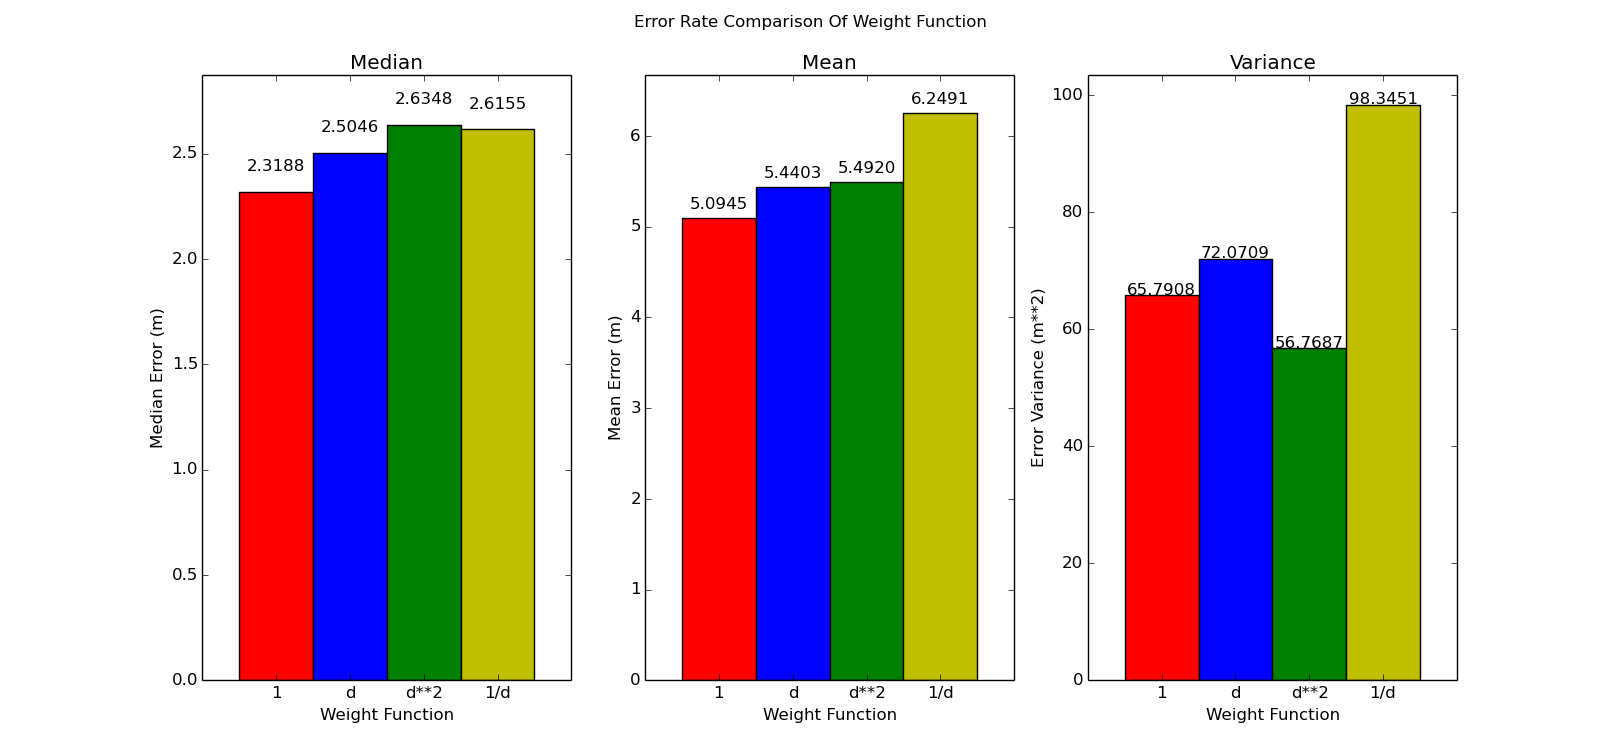 Error Rate Comparison Of Weight Function
Median
2.3188
2.5046
2.6348
2.6155
2.5
2.0
1.5
1.0
0.5
0.0
Median Error (m)
1 d d**2 1/d
Weight Function
Mean
5.0945
5.4403
5.4920
6.2491
6
5
4
3
2
1
0
Mean Error (m)
1 d d**2 1/d
Weight Function
Variance
65.7908
72.0709
56.7687
98.3451
100
80
60
40
20
0
Error Variance (m**2)
1 d d**2 1/d
Weight Function